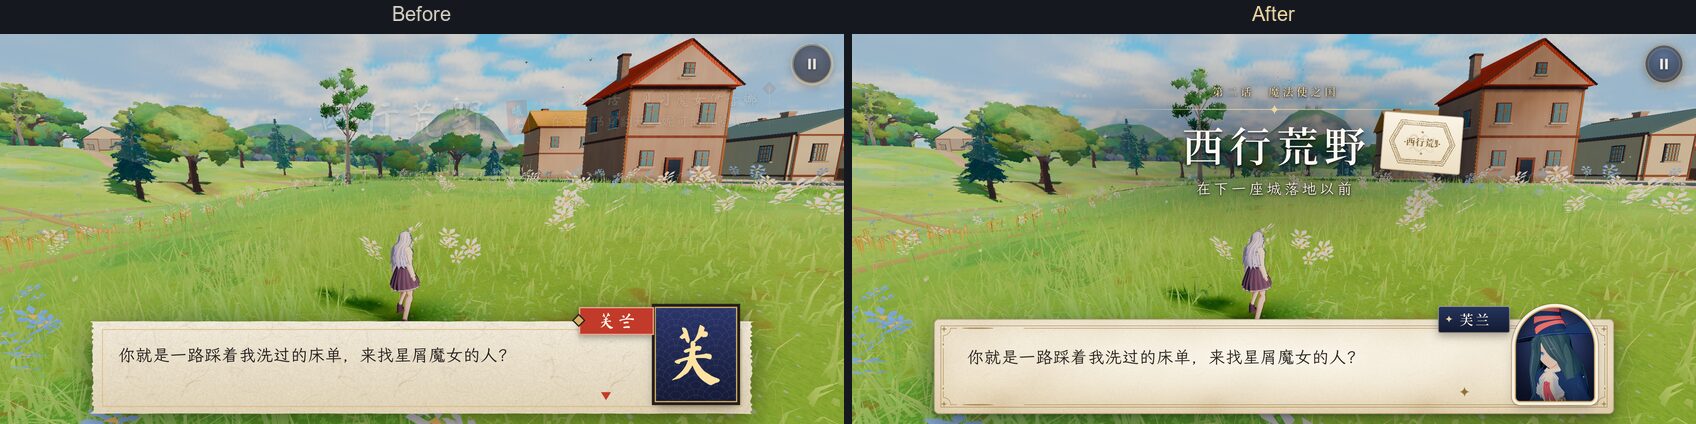 Before
After
行荒野
芙兰
芙
你就是一路踩着我洗过的床单，来找星屑魔女的人？
第二话 魔法使之国
西行荒野
西行荒野
在下一座城落地以前
芙兰
你就是一路踩着我洗过的床单，来找星屑魔女的人？